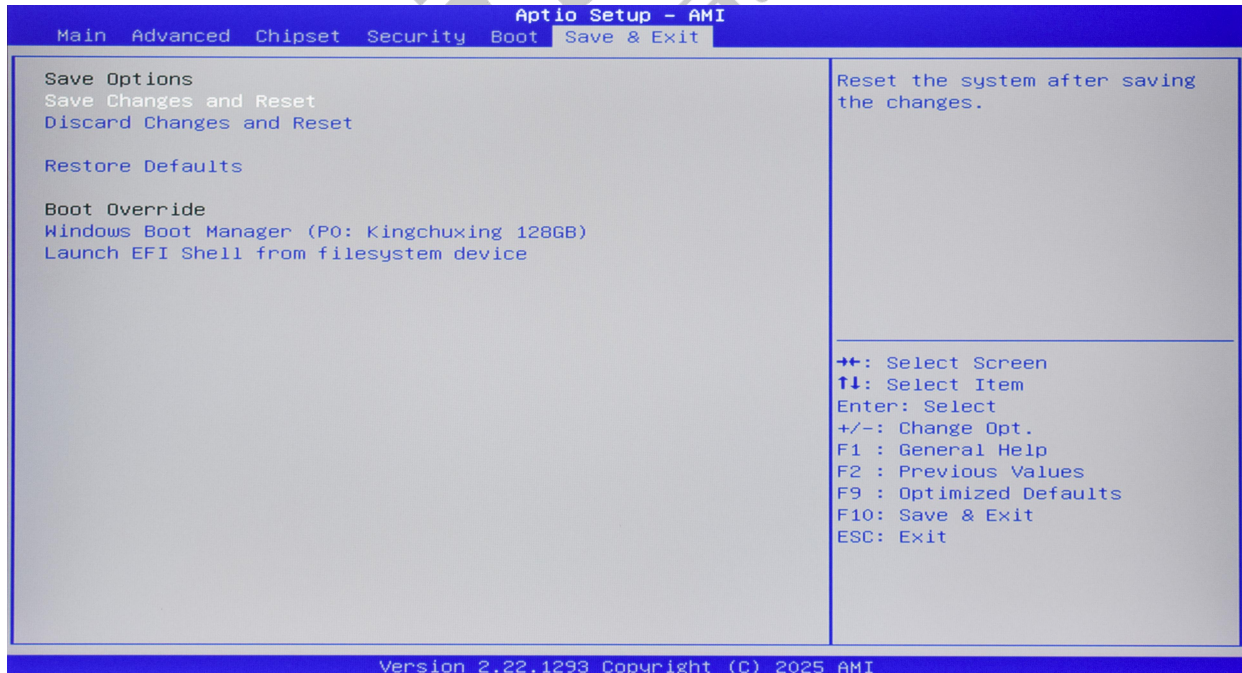 Aptio Setup – AMI
Main Advanced Chipset Security Boot Save & Exit
Save Options
Save Changes and Reset
Discard Changes and Reset
Restore Defaults
Boot Override
Windows Boot Manager (P0: Kingchuxing 128GB)
Launch EFI Shell from filesystem device
Reset the system after saving
the changes.
→←: Select Screen
↑↓: Select Item
Enter: Select
+/-: Change Opt.
F1 : General Help
F2 : Previous Values
F9 : Optimized Defaults
F10: Save & Exit
ESC: Exit
Version 2.22.1293 Copyright (C) 2025 AMI